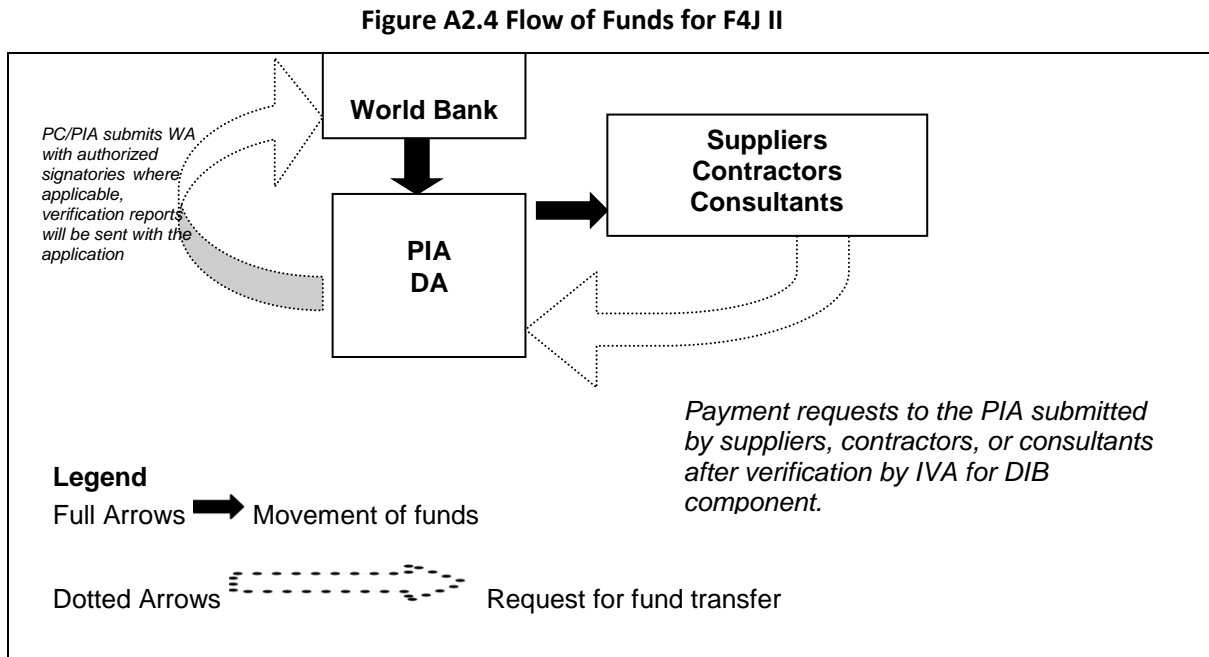 Figure A2.4 Flow of Funds for F4J II
World Bank
PC/PIA submits WA
with authorized
signatories where
applicable,
verification reports
will be sent with the
application
Suppliers
Contractors
Consultants
PIA
DA
Payment requests to the PIA submitted
by suppliers, contractors, or consultants
after verification by IVA for DIB
component.
Legend
Full Arrows Movement of funds
Dotted Arrows Request for fund transfer